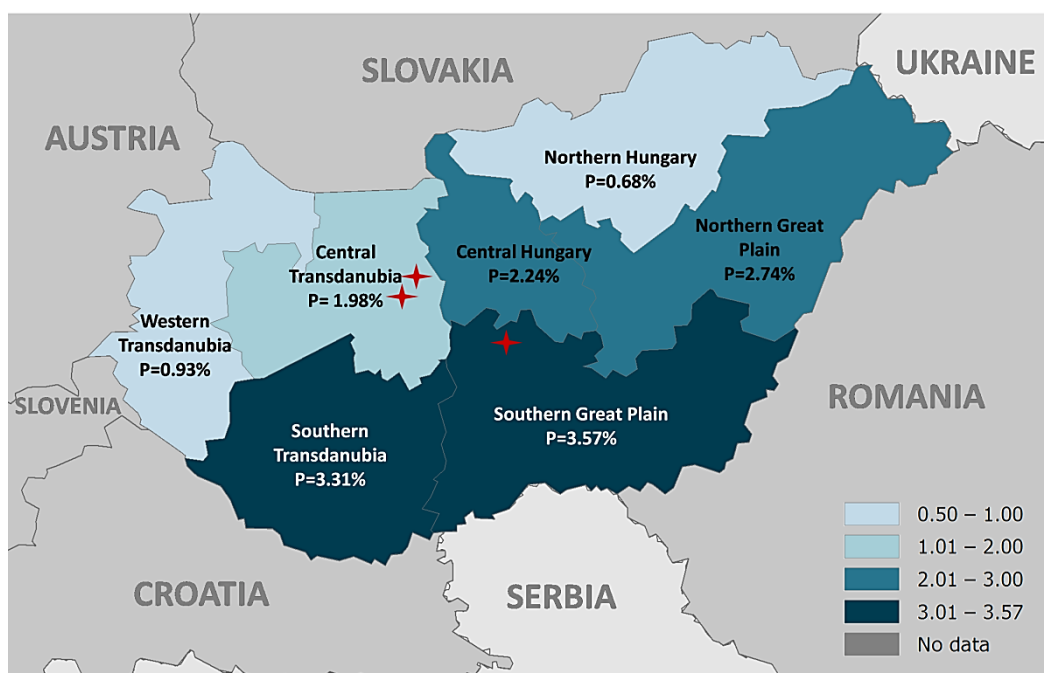 UKRAINE
SLOVAKIA
AUSTRIA
Northern Hungary
P=0.68%
Northern Great
Plain
P=2.74%
Central Hungary
P=2.24%
Central
Transdanubia
P= 1.98%
Western
Transdanubia
P=0.93%
SLOVENIA
ROMANIA
Southern Great Plain
P=3.57%
Southern
Transdanubia
P=3.31%
CROATIA
SERBIA
0.50 – 1.00
1.01 – 2.00
2.01 – 3.00
3.01 – 3.57
No data